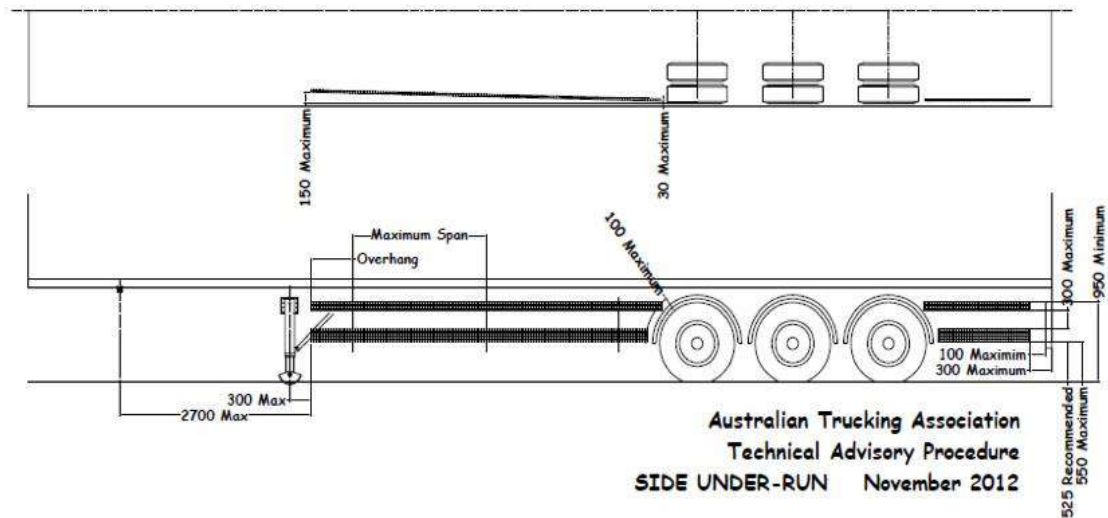 150 Maximum
30 Maximum
Maximum Span
Overhang
100 Maximum
300 Maximum
950 Minimum
100 Maximim
300 Maximum
300 Max
2700 Max
525 Recommended
550 Maximum
Australian Trucking Association
Technical Advisory Procedure
SIDE UNDER-RUN November 2012